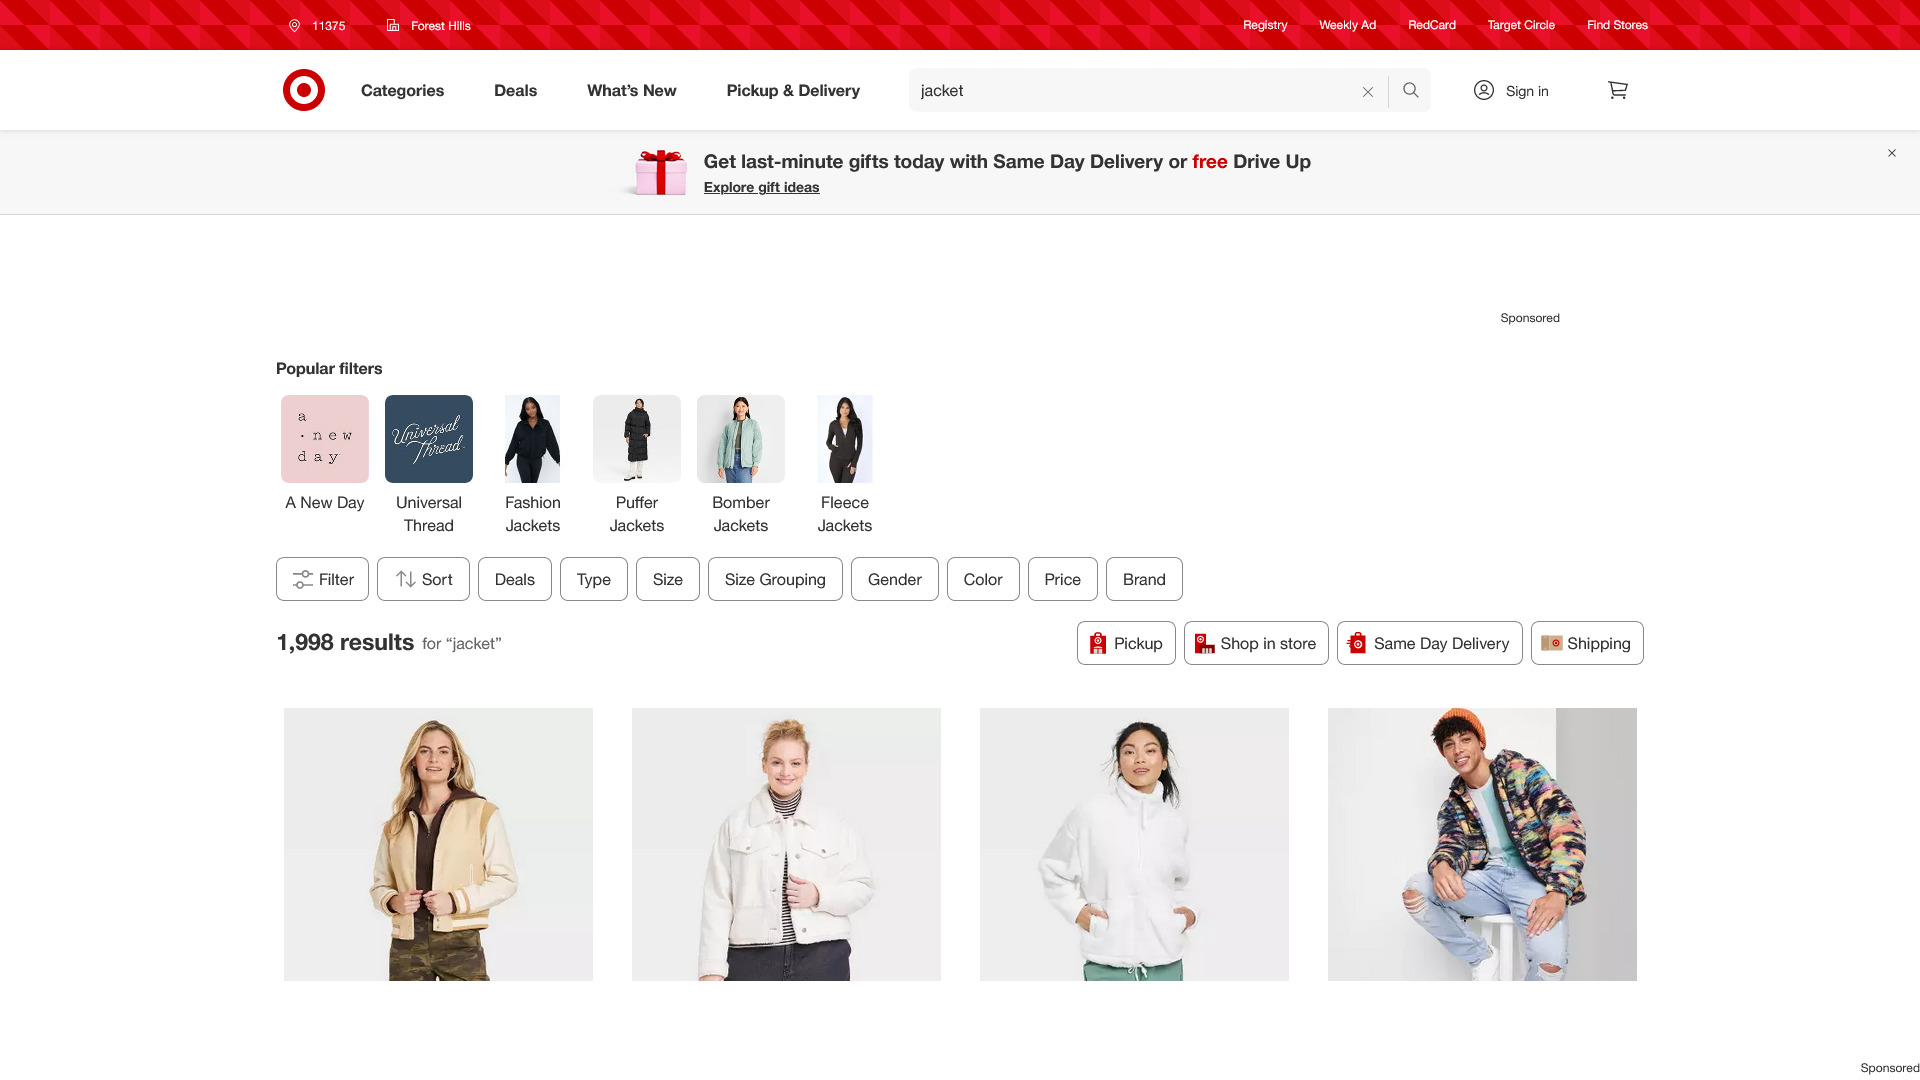 11375
Forest Hills
Registry
Weekly Ad
RedCard
Target Circle
Find Stores
Categories
Deals
What's New
Pickup & Delivery
jacket
Sign in
Get last-minute gifts today with Same Day Delivery or free Drive Up
Explore gift ideas
Sponsored
Popular filters
a
· new
day
Universal
Thread
A New Day
Universal
Thread
Fashion
Jackets
Puffer
Jackets
Bomber
Jackets
Fleece
Jackets
Filter
Sort
Deals
Type
Size
Size Grouping
Gender
Color
Price
Brand
1,998 results for “jacket”
Pickup
Shop in store
Same Day Delivery
Shipping
Sponsored